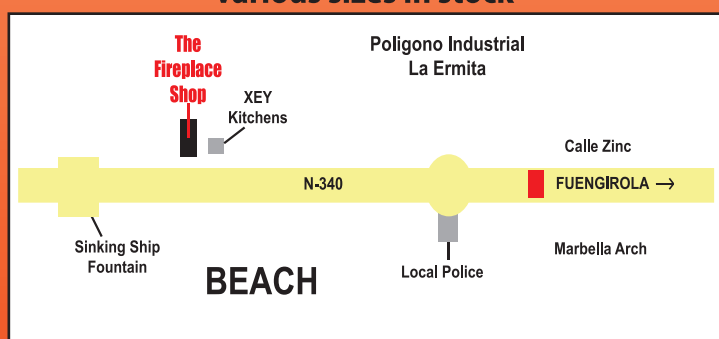 The
Fireplace
Shop
Poligono Industrial
La Ermita
XEY
Kitchens
Calle Zinc
N-340
FUENGIROLA →
Sinking Ship
Fountain
BEACH
Local Police
Marbella Arch